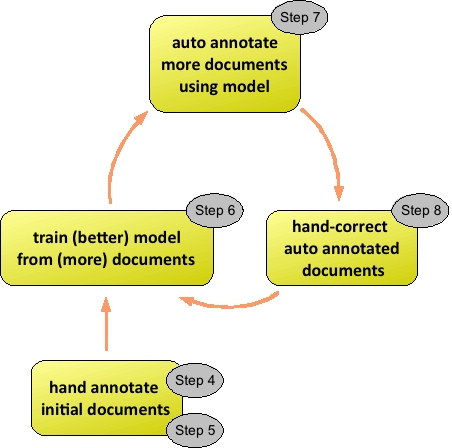 Step 7
auto annotate
more documents
using model
Step 6
train (better) model
from (more) documents
Step 8
hand-correct
auto annotated
documents
hand annotate
initial documents
Step 4
Step 5